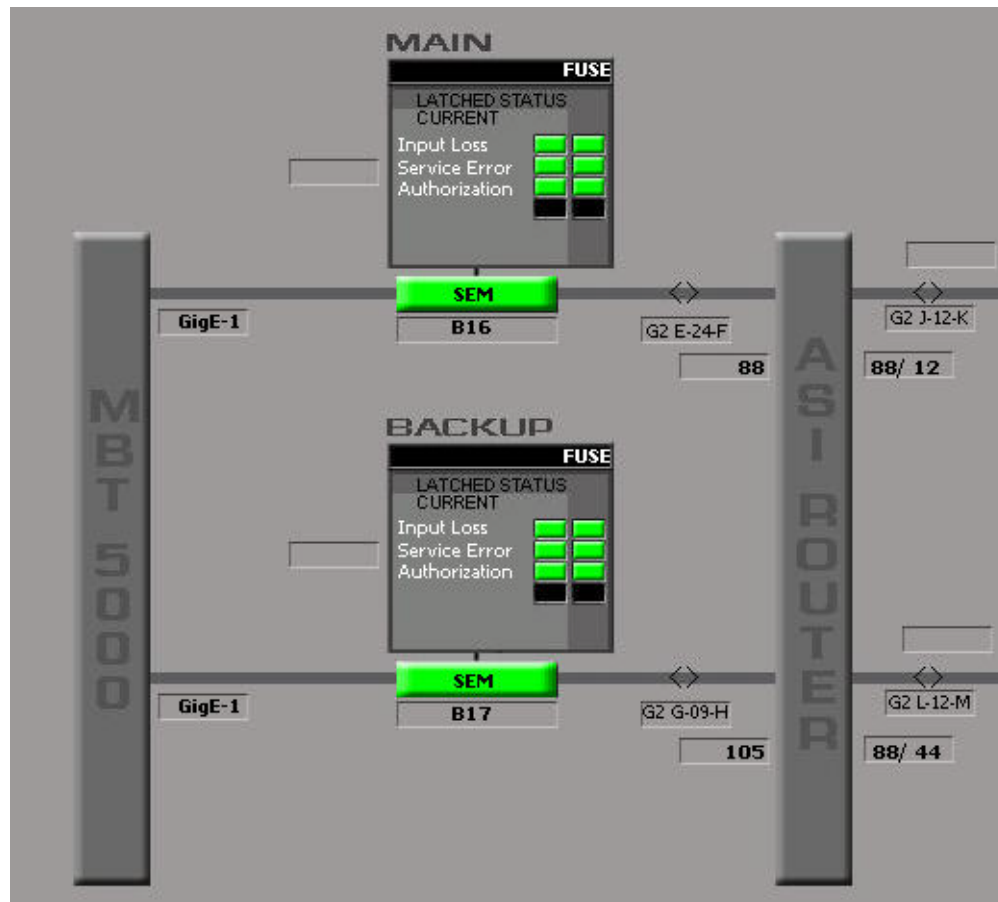 MAIN
FUSE
LATCHED STATUS
CURRENT
Input Loss
Service Error
Authorization
SEM
GigE-1
B16
G2 E-24-F
G2 J-12-K
88
88/ 12
MBT 5000
ASI ROUTER
BACKUP
FUSE
LATCHED STATUS
CURRENT
Input Loss
Service Error
Authorization
SEM
GigE-1
B17
G2 G-09-H
G2 L-12-M
105
88/ 44